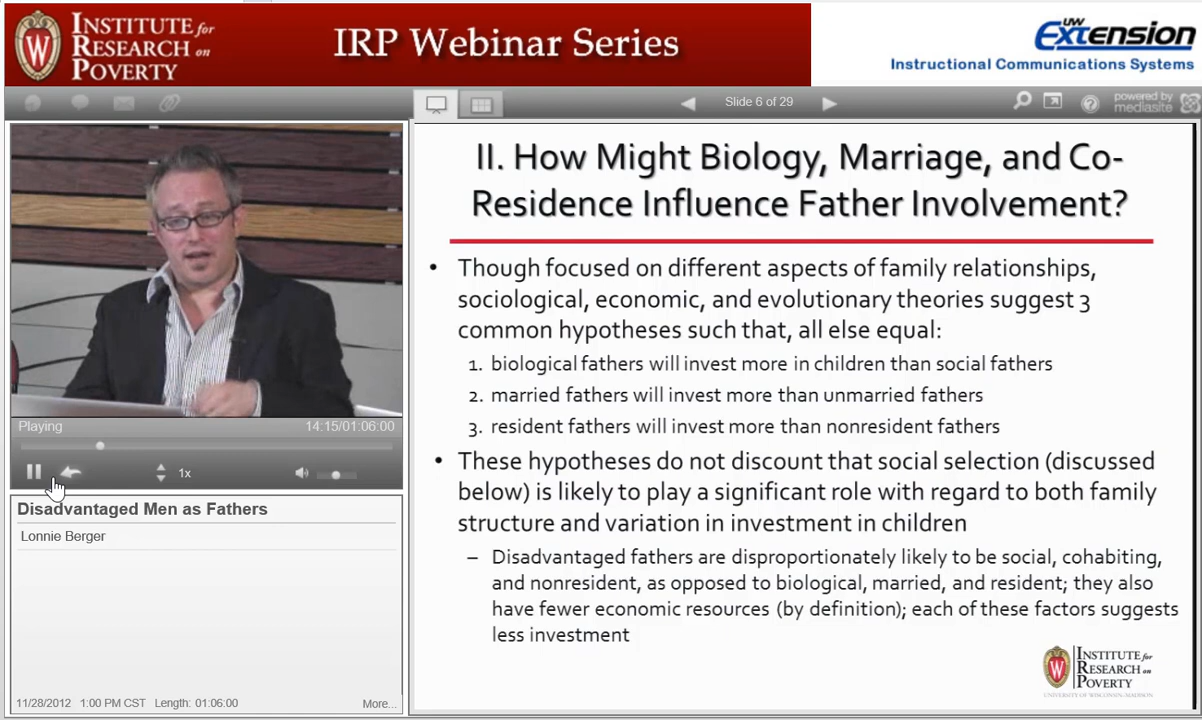 INSTITUTE for
RESEARCH on
POVERTY
IRP Webinar Series
UW
Extension
Instructional Communications Systems
Slide 6 of 29
powered by
mediasite
II. How Might Biology, Marriage, and Co-
Residence Influence Father Involvement?
• Though focused on different aspects of family relationships,
sociological, economic, and evolutionary theories suggest 3
common hypotheses such that, all else equal:
1. biological fathers will invest more in children than social fathers
2. married fathers will invest more than unmarried fathers
3. resident fathers will invest more than nonresident fathers
• These hypotheses do not discount that social selection (discussed
below) is likely to play a significant role with regard to both family
structure and variation in investment in children
– Disadvantaged fathers are disproportionately likely to be social, cohabiting,
and nonresident, as opposed to biological, married, and resident; they also
have fewer economic resources (by definition); each of these factors suggests
less investment
INSTITUTE for
RESEARCH on
POVERTY
UNIVERSITY OF WISCONSIN-MADISON
Playing
14:15/01:06:00
1x
Disadvantaged Men as Fathers
Lonnie Berger
11/28/2012 1:00 PM CST Length: 01:06:00
More...